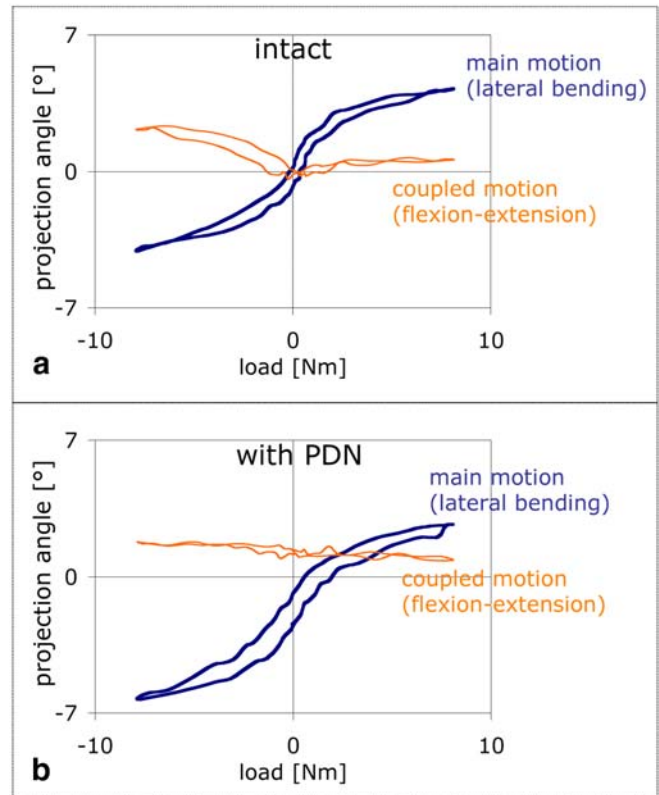 7
intact
main motion
(lateral bending)
projection angle [°]
0
coupled motion
(flexion-extension)
-7
-10
0
10
a
load [Nm]
7
with PDN
main motion
(lateral bending)
projection angle [°]
0
coupled motion
(flexion-extension)
-7
-10
0
10
b
load [Nm]